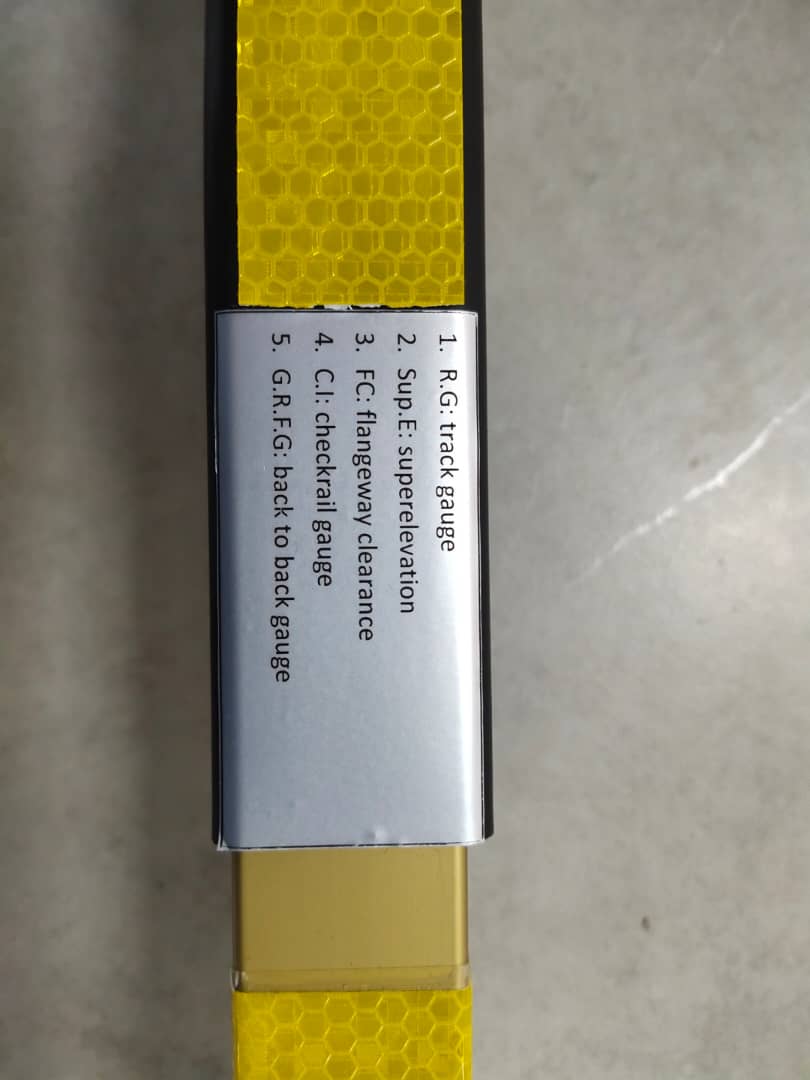 1. R.G: track gauge
2. Sup.E: superelevation
3. FC: flangeway clearance
4. C.I: checkrail gauge
5. G.R.F.G: back to back gauge